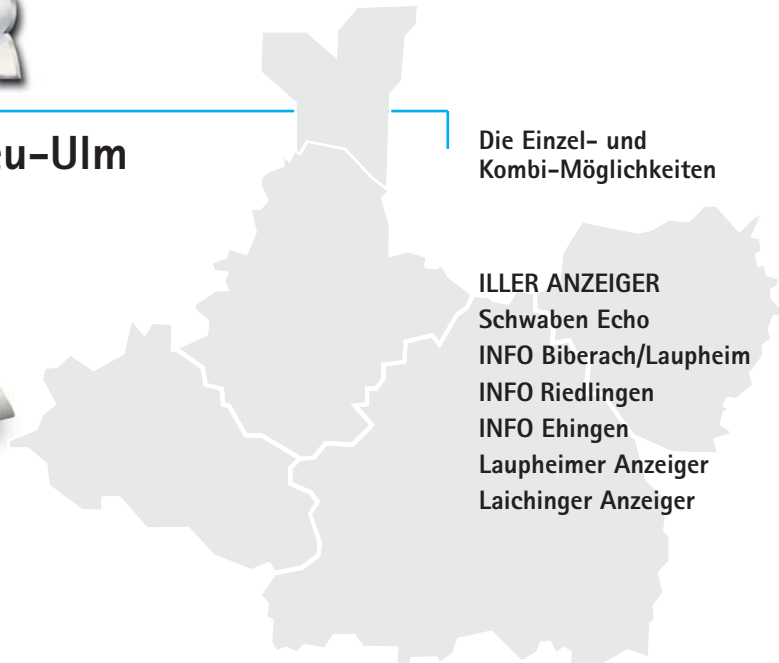 eu-Ulm
Die Einzel- und
Kombi-Möglichkeiten
ILLER ANZEIGER
Schwaben Echo
INFO Biberach/Laupheim
INFO Riedlingen
INFO Ehingen
Laupheimer Anzeiger
Laichinger Anzeiger